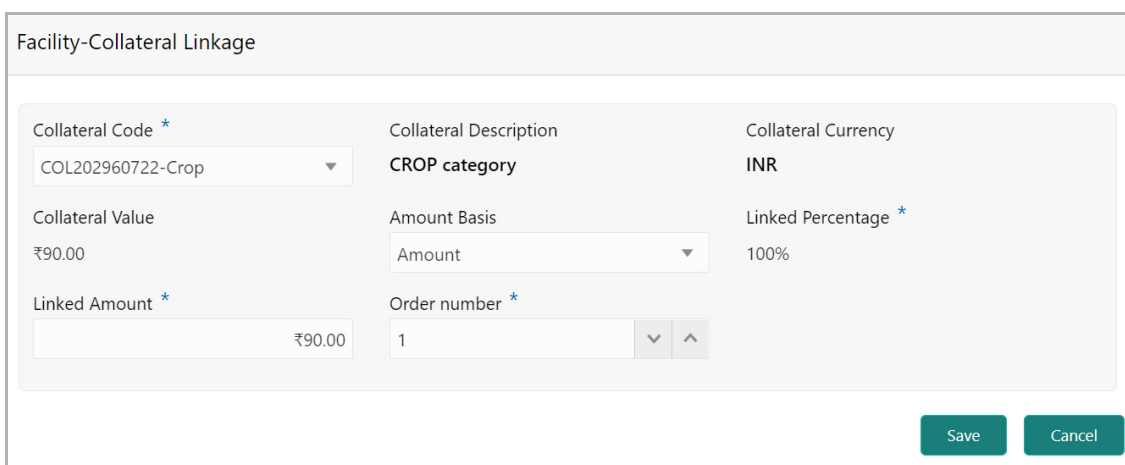 Facility-Collateral Linkage
Collateral Code *
Collateral Description
Collateral Currency
COL202960722-Crop
CROP category
INR
Collateral Value
Amount Basis
Linked Percentage *
₹90.00
Amount
100%
Linked Amount *
Order number *
₹90.00
1
Save
Cancel